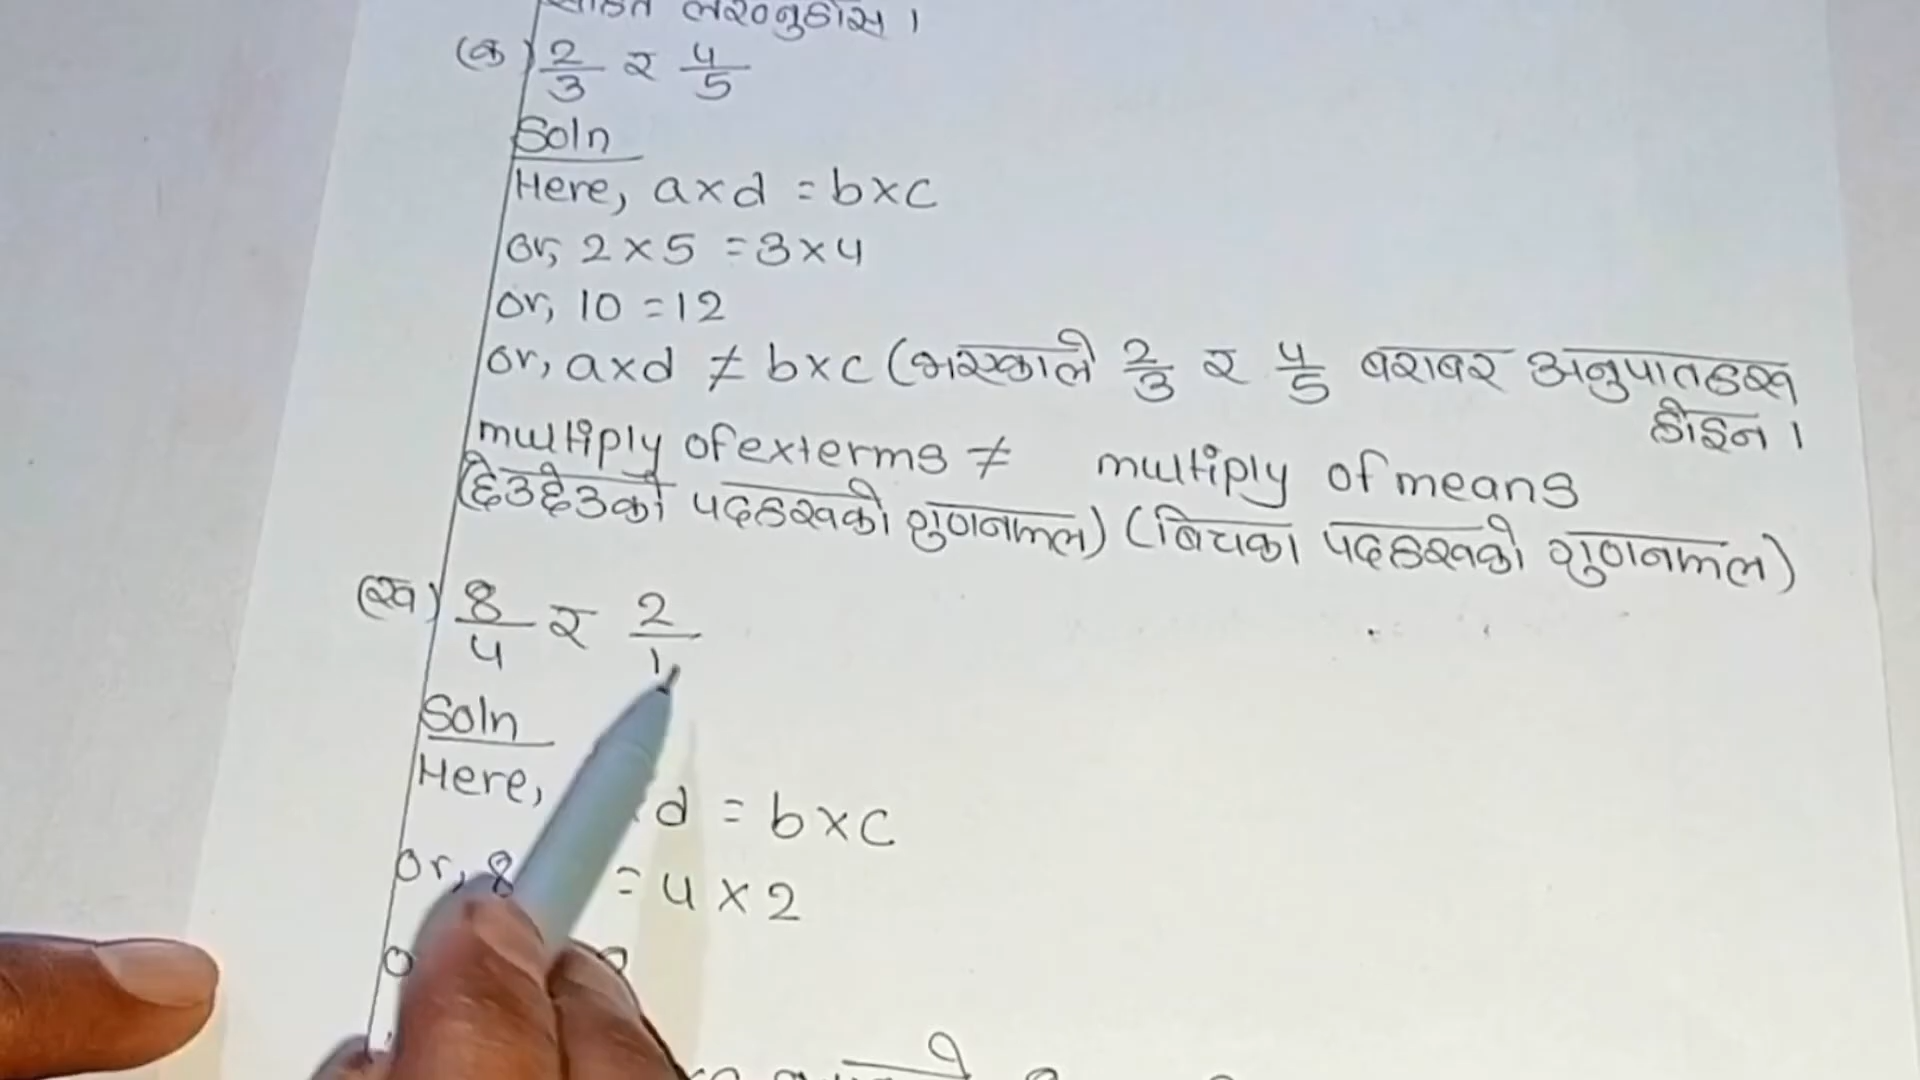 (क) 2/3 र 4/5
Soln
Here, a×d = b×c
or, 2×5 = 3×4
or, 10 = 12
or, a×d ≠ b×c (त्यसकाले 2/3 र 4/5 बराबर अनुपातहरू
होइन ।
multiply of exterms ≠ multiply of means
(छेउछेउको पदहरूको गुणनफल) (बिचका पदहरूको गुणनफल)
(ख) 8/4 र 2/1
Soln
Here, d = b×c
or, 8 = 4×2